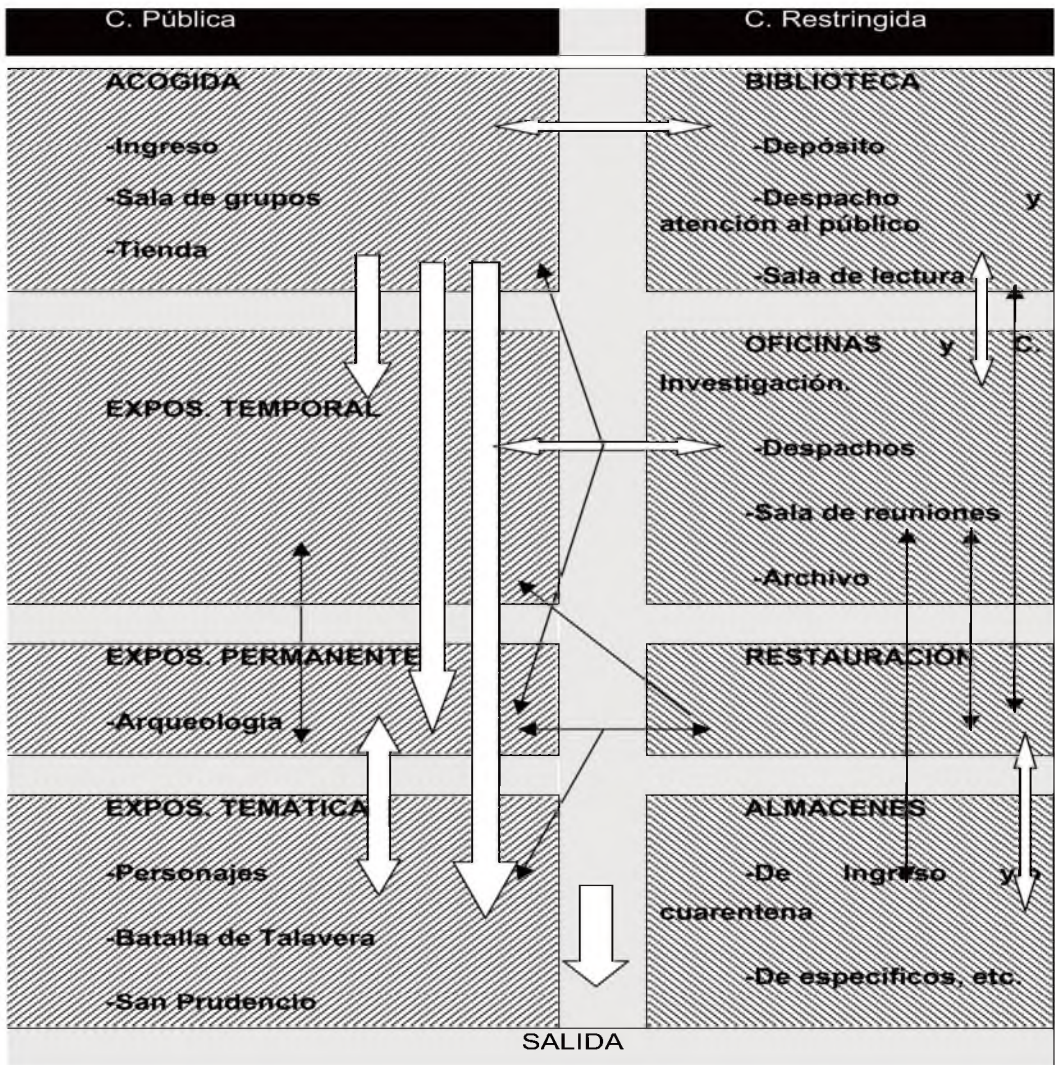 C. Pública
ACOGIDA
-Ingreso
-Sala de grupos
-Tienda
EXPOS. TEMPORAL
EXPOS. PERMANENTE
-Arqueología
EXPOS. TEMÁTICA
-Personajes
-Batalla de Talavera
-San Prudencio
C. Restringida
BIBLIOTECA
-Depósito
-Despacho y
atención al público
-Sala de lectura
OFICINAS y C.
Investigación.
-Despachos
-Sala de reuniones
-Archivo
RESTAURACIÓN
ALMACENES
-De Ingreso y
cuarentena
-De específicos, etc.
SALIDA